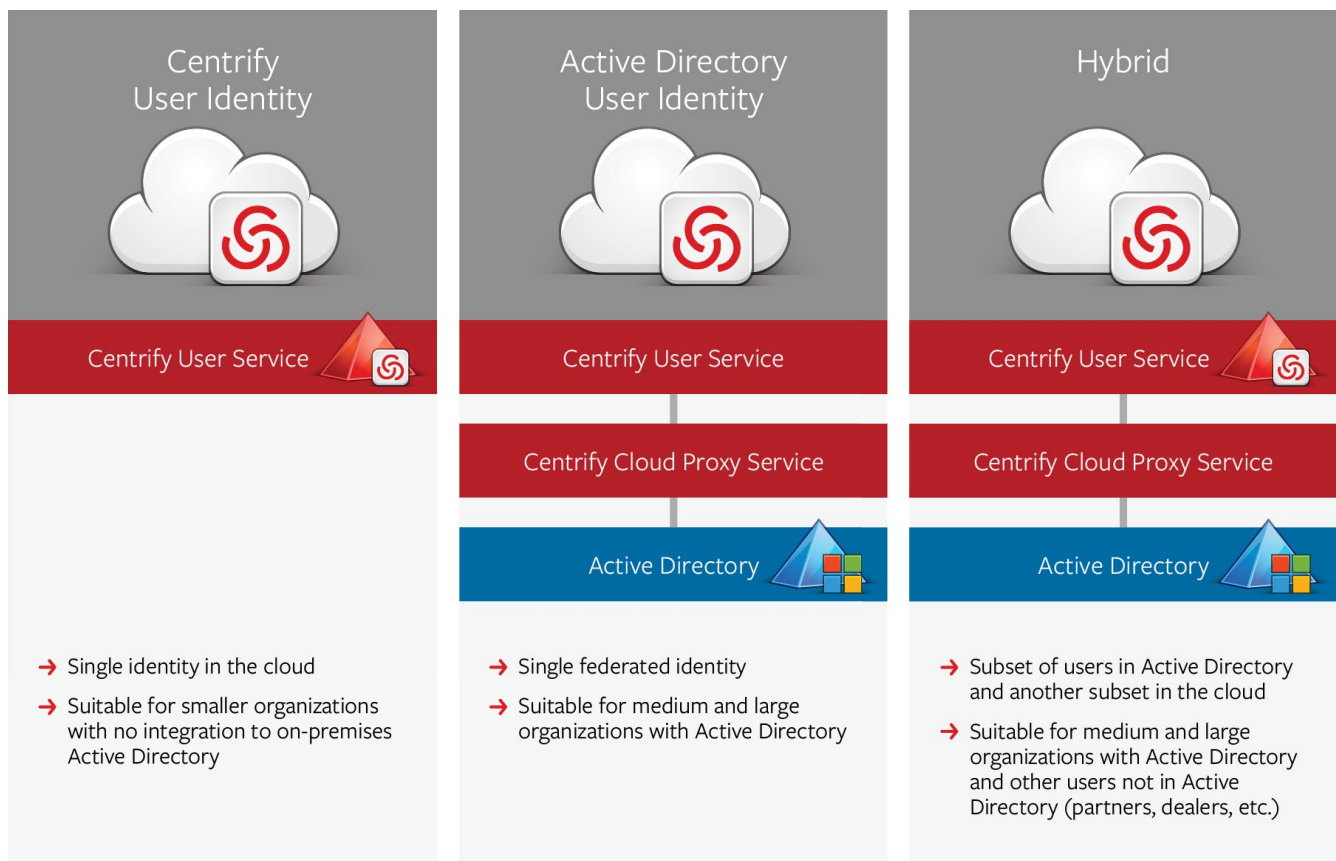 Centrify
User Identity
Centrify User Service
→ Single identity in the cloud
→ Suitable for smaller organizations
with no integration to on-premises
Active Directory
Active Directory
User Identity
Centrify User Service
Centrify Cloud Proxy Service
Active Directory
→ Single federated identity
→ Suitable for medium and large
organizations with Active Directory
Hybrid
Centrify User Service
Centrify Cloud Proxy Service
Active Directory
→ Subset of users in Active Directory
and another subset in the cloud
→ Suitable for medium and large
organizations with Active Directory
and other users not in Active
Directory (partners, dealers, etc.)